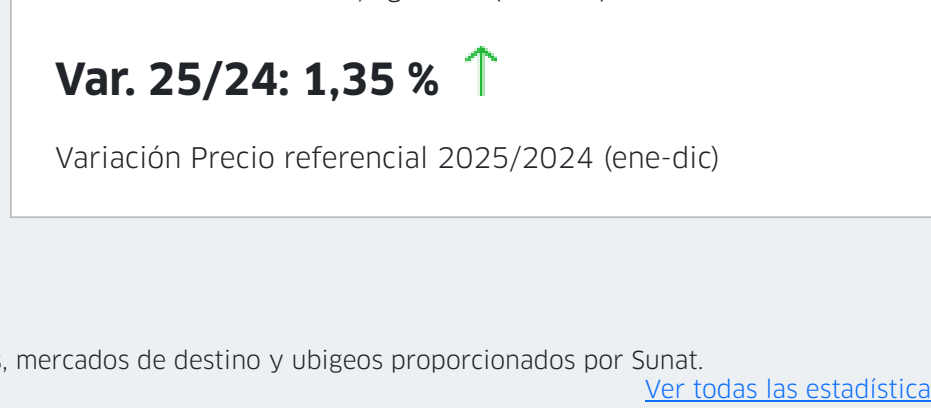 Var. 25/24: 1,35 %
Variación Precio referencial 2025/2024 (ene-dic)
mercados de destino y ubigeos proporcionados por Sunat.
Ver todas las estadística